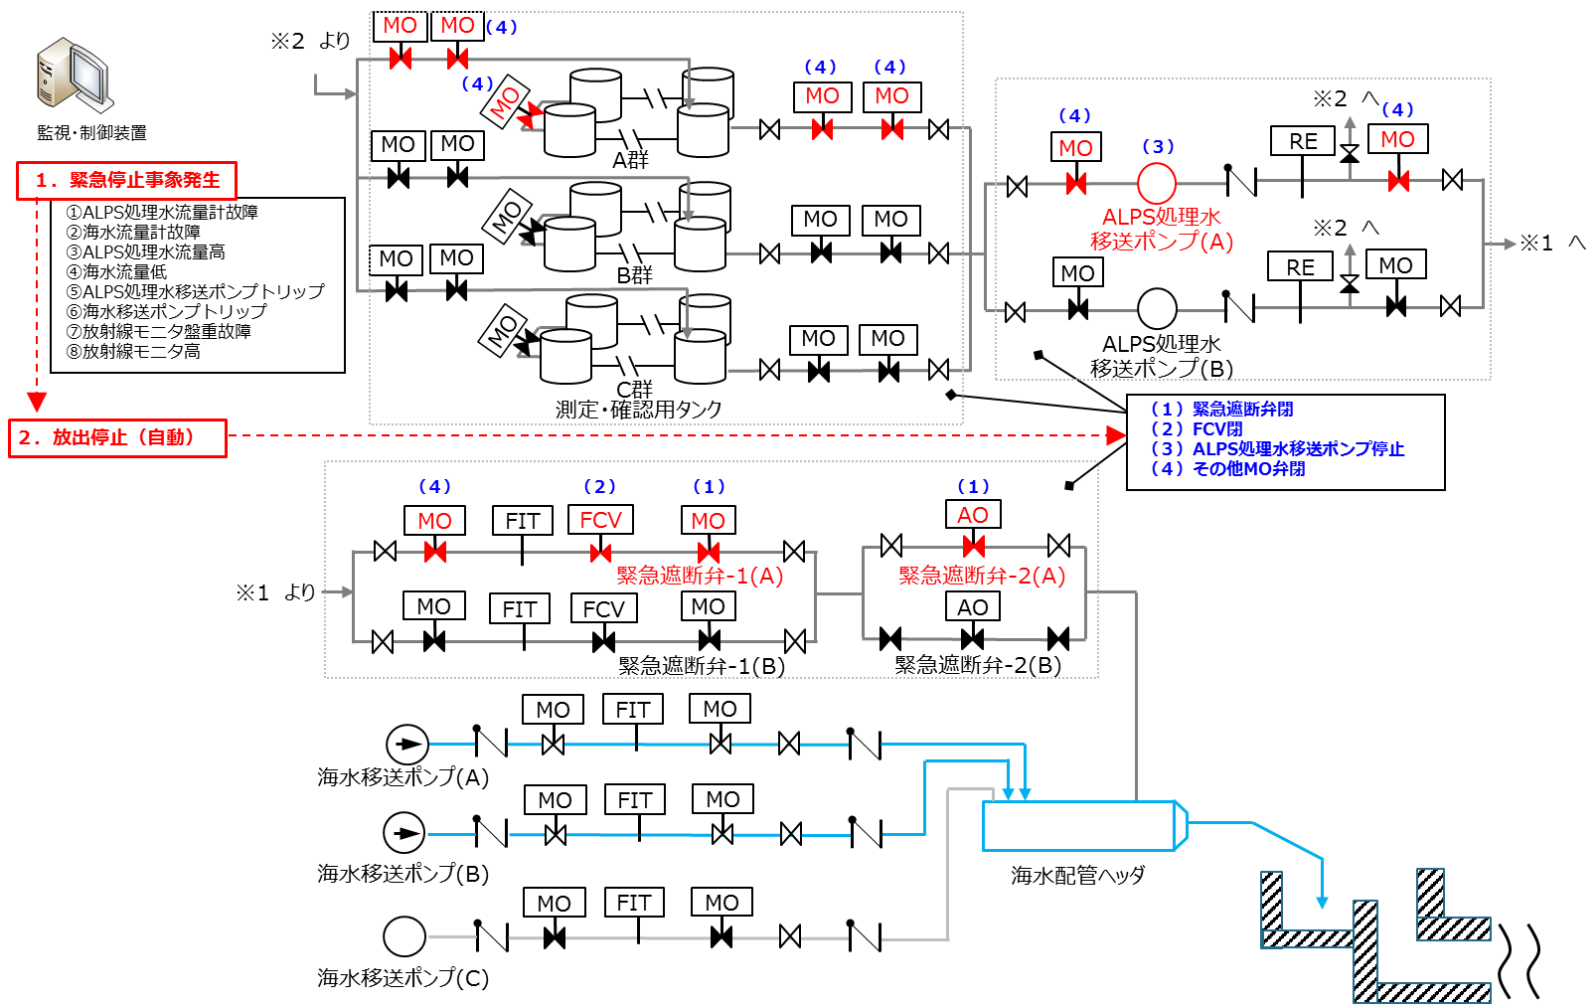 MO
MO
(4)
※2 より
(4)
MO
監視・制御装置
MO
MO
A群
(4)
(4)
MO
MO
1. 緊急停止事象発生
①ALPS処理水流量計故障
②海水流量計故障
③ALPS処理水流量高
④海水流量低
⑤ALPS処理水移送ポンプトリップ
⑥海水移送ポンプトリップ
⑦放射線モニタ盤重故障
⑧放射線モニタ高
MO
B群
MO
MO
MO
MO
MO
C群
MO
MO
測定・確認用タンク
※2 へ
(4)
MO
(3)
RE
(4)
MO
ALPS処理水
移送ポンプ(A)
※2 へ
※1 へ
MO
RE
MO
ALPS処理水
移送ポンプ(B)
2. 放出停止（自動）
（1）緊急遮断弁閉
（2）FCV閉
（3）ALPS処理水移送ポンプ停止
（4）その他MO弁閉
(4)
(2)
(1)
(1)
MO
FIT
FCV
MO
AO
緊急遮断弁-1(A)
緊急遮断弁-2(A)
※1 より
MO
FIT
FCV
MO
AO
緊急遮断弁-1(B)
緊急遮断弁-2(B)
MO
FIT
MO
海水移送ポンプ(A)
MO
FIT
MO
海水移送ポンプ(B)
海水配管ヘッダ
MO
FIT
MO
海水移送ポンプ(C)